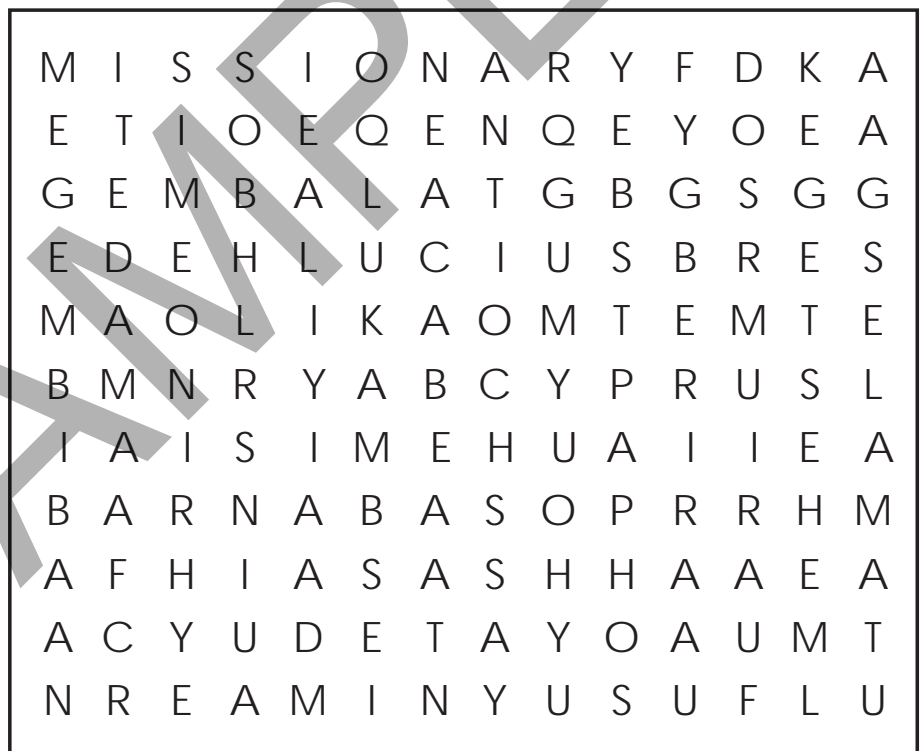 M I S S I O N A R Y F D K A
E T I O E Q E N Q E Y O E A
G E M B A L A T G B G S G G
E D E H L U C I U S B R E S
M A O L I K A O M T E M T E
B M N R Y A B C Y P R U S L
I A I S I M E H U A I I E A
B A R N A B A S O P R R H M
A F H I A S A S H H A A E A
A C Y U D E T A Y O A U M T
N R E A M I N Y U S U F L U